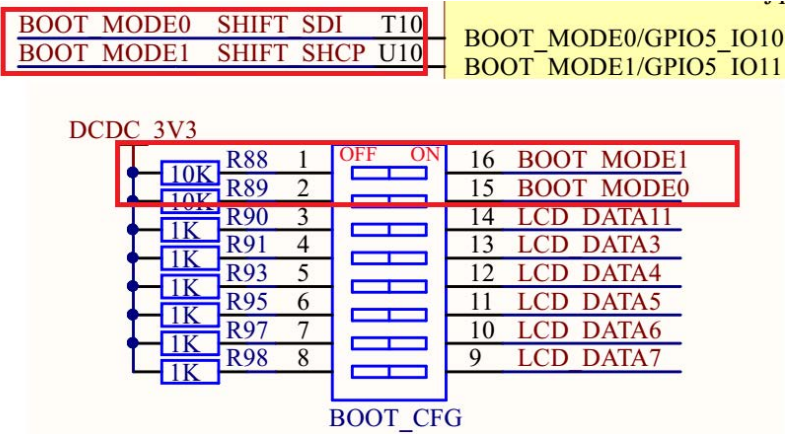 BOOT_MODE0 SHIFT_SDI T10 BOOT_MODE0/GPIO5_IO10
BOOT_MODE1 SHIFT_SHCP U10 BOOT_MODE1/GPIO5_IO11
DCDC_3V3
OFF ON
10K R88 1 16 BOOT_MODE1
10K R89 2 15 BOOT_MODE0
1K R90 3 14 LCD_DATA11
1K R91 4 13 LCD_DATA3
1K R93 5 12 LCD_DATA4
1K R95 6 11 LCD_DATA5
1K R97 7 10 LCD_DATA6
1K R98 8 9 LCD_DATA7
BOOT_CFG